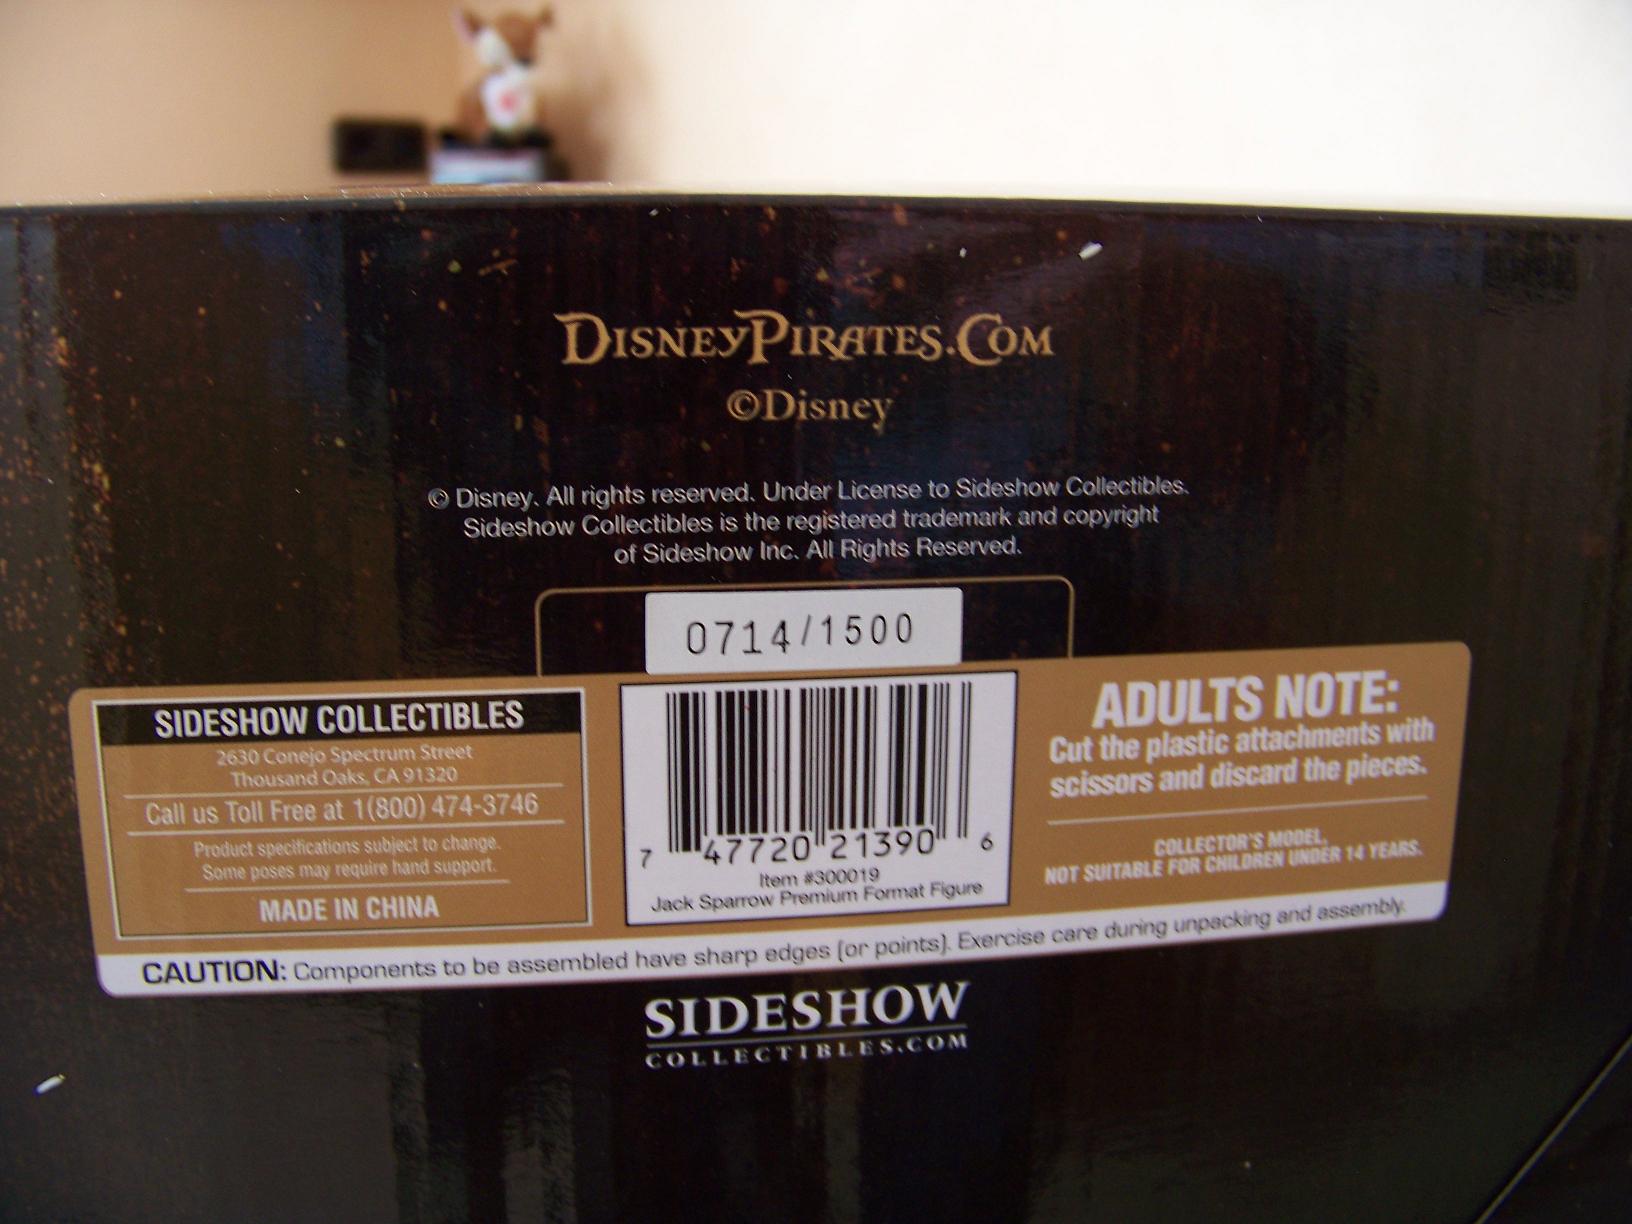 DISNEYPIRATES.COM
©Disney
© Disney. All rights reserved. Under License to Sideshow Collectibles.
Sideshow Collectibles is the registered trademark and copyright
of Sideshow Inc. All Rights Reserved.
0714/1500
SIDESHOW COLLECTIBLES
2630 Conejo Spectrum Street
Thousand Oaks, CA 91320
Call us Toll Free at 1(800) 474-3746
Product specifications subject to change.
Some poses may require hand support.
MADE IN CHINA
7 47720 21390 6
Item #300019
Jack Sparrow Premium Format Figure
ADULTS NOTE:
Cut the plastic attachments with
scissors and discard the pieces.
COLLECTOR'S MODEL,
NOT SUITABLE FOR CHILDREN UNDER 14 YEARS.
CAUTION: Components to be assembled have sharp edges (or points). Exercise care during unpacking and assembly.
SIDESHOW
COLLECTIBLES.COM